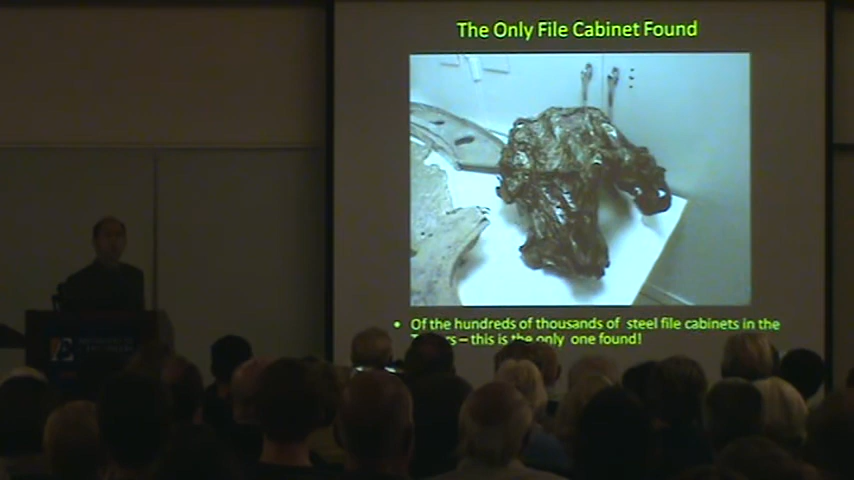 The Only File Cabinet Found
• Of the hundreds of thousands of steel file cabinets in the
rs – this is the only one found!